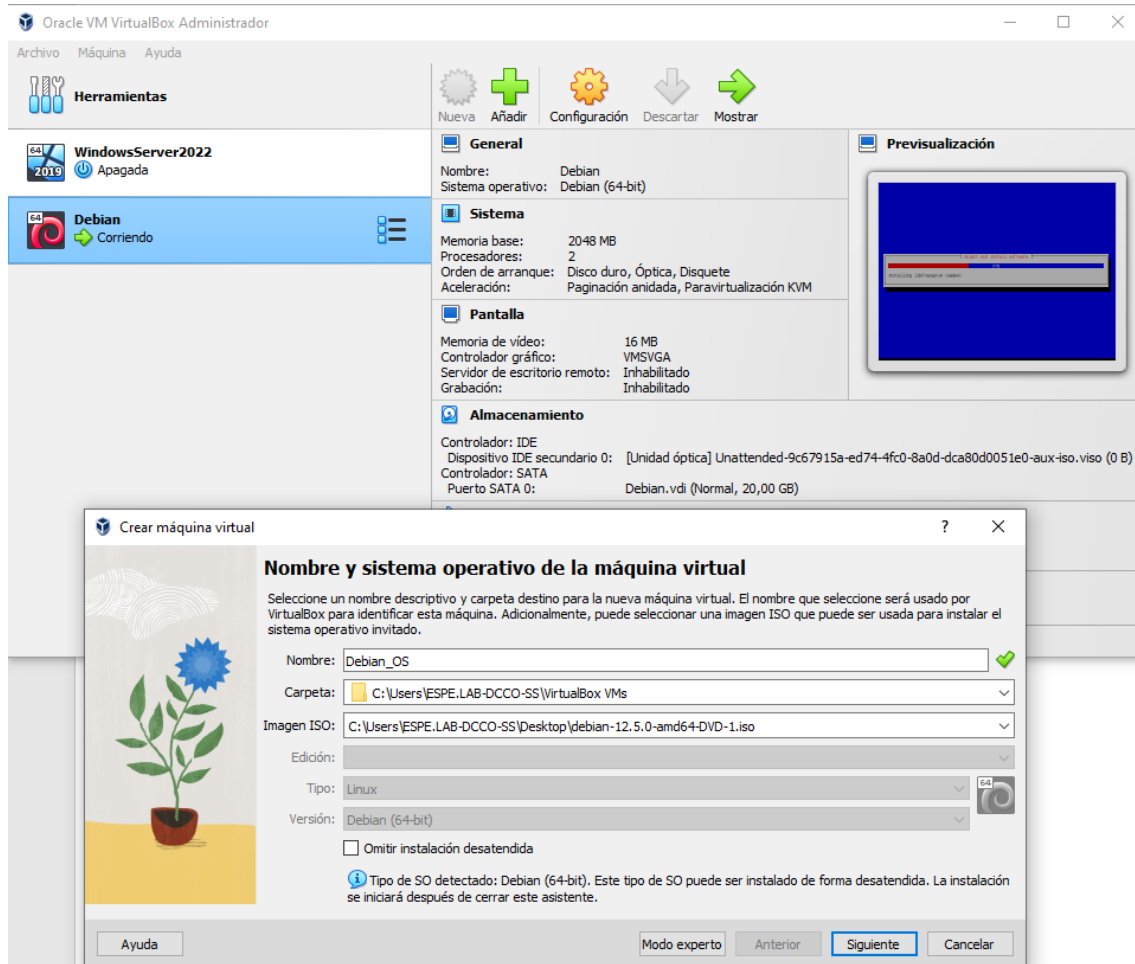 Oracle VM VirtualBox Administrador
Archivo Máquina Ayuda
Herramientas
Nueva Añadir Configuración Descartar Mostrar
64
2019
WindowsServer2022
Apagada
64
Debian
Corriendo
General
Nombre: Debian
Sistema operativo: Debian (64-bit)
Sistema
Memoria base: 2048 MB
Procesadores: 2
Orden de arranque: Disco duro, Óptica, Disquete
Aceleración: Paginación anidada, Paravirtualización KVM
Pantalla
Memoria de vídeo: 16 MB
Controlador gráfico: VMSVGA
Servidor de escritorio remoto: Inhabilitado
Grabación: Inhabilitado
Previsualización
Almacenamiento
Controlador: IDE
Dispositivo IDE secundario 0: [Unidad óptica] Unattended-9c67915a-ed74-4fc0-8a0d-dca80d0051e0-aux-iso.viso (0 B)
Controlador: SATA
Puerto SATA 0: Debian.vdi (Normal, 20,00 GB)
Crear máquina virtual ?
Nombre y sistema operativo de la máquina virtual
Seleccione un nombre descriptivo y carpeta destino para la nueva máquina virtual. El nombre que seleccione será usado por
VirtualBox para identificar esta máquina. Adicionalmente, puede seleccionar una imagen ISO que puede ser usada para instalar el
sistema operativo invitado.
Nombre: Debian_OS
Carpeta: C:\Users\ESPE.LAB-DCCO-SS\VirtualBox VMs
Imagen ISO: C:\Users\ESPE.LAB-DCCO-SS\Desktop\debian-12.5.0-amd64-DVD-1.iso
Edición:
Tipo: Linux
64
Versión: Debian (64-bit)
Omitir instalación desatendida
Tipo de SO detectado: Debian (64-bit). Este tipo de SO puede ser instalado de forma desatendida. La instalación
se iniciará después de cerrar este asistente.
Ayuda Modo experto Anterior Siguiente Cancelar